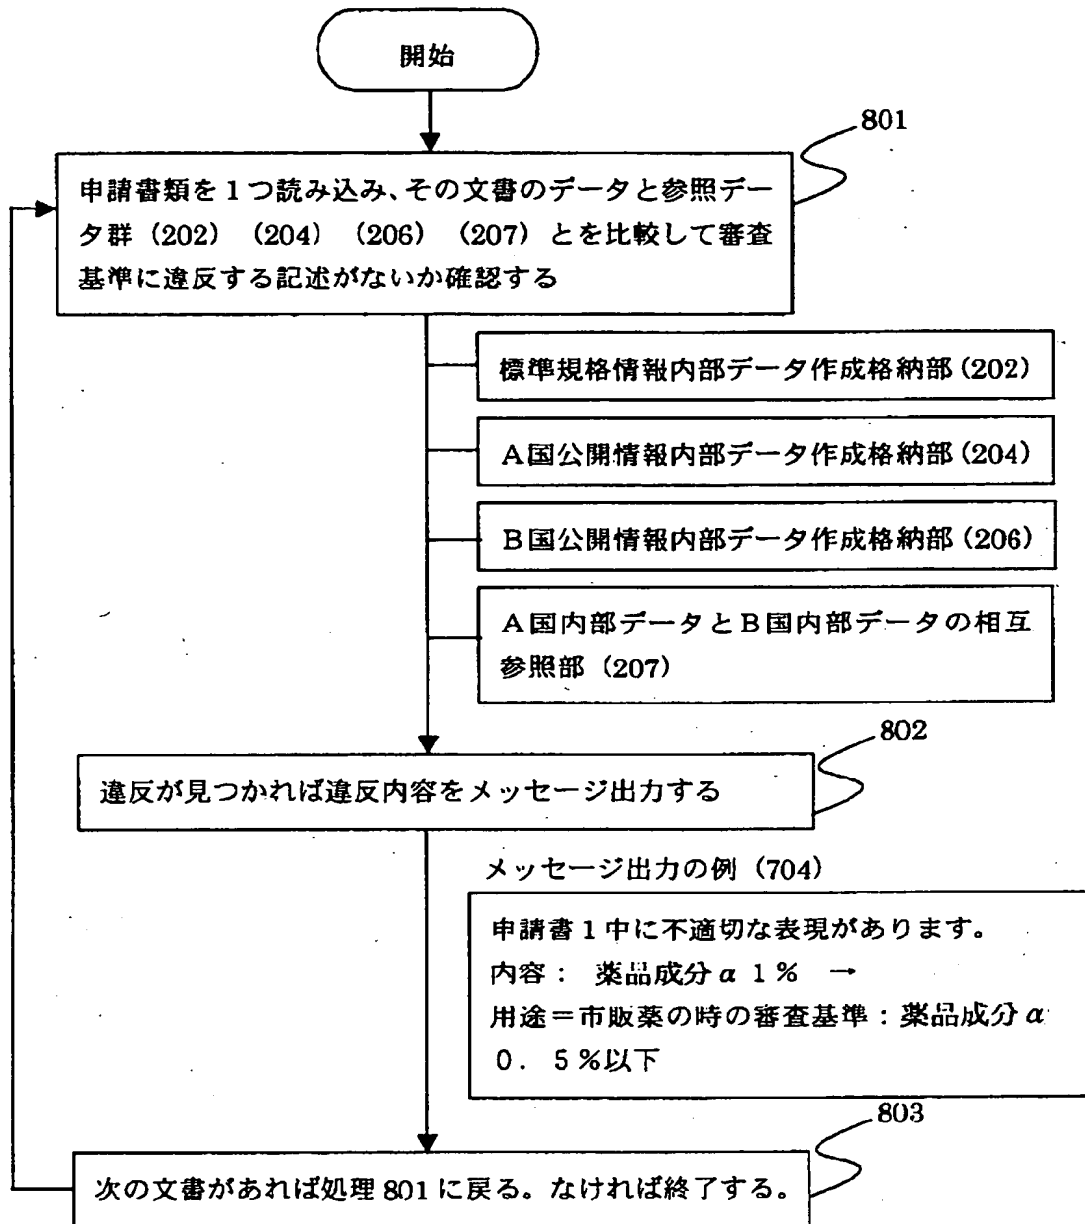 開始
801
申請書類を1つ読み込み、その文書のデータと参照デー
タ群（202）（204）（206）（207）とを比較して審査
基準に違反する記述がないか確認する
標準規格情報内部データ作成格納部(202)
A国公開情報内部データ作成格納部(204)
B国公開情報内部データ作成格納部(206)
A国内部データとB国内部データの相互
参照部（207）
802
違反が見つかれば違反内容をメッセージ出力する
メッセージ出力の例（704）
申請書1中に不適切な表現があります。
内容： 薬品成分α 1% →
用途＝市販薬の時の審査基準：薬品成分α
0．5％以下
803
次の文書があれば処理801に戻る。なければ終了する。